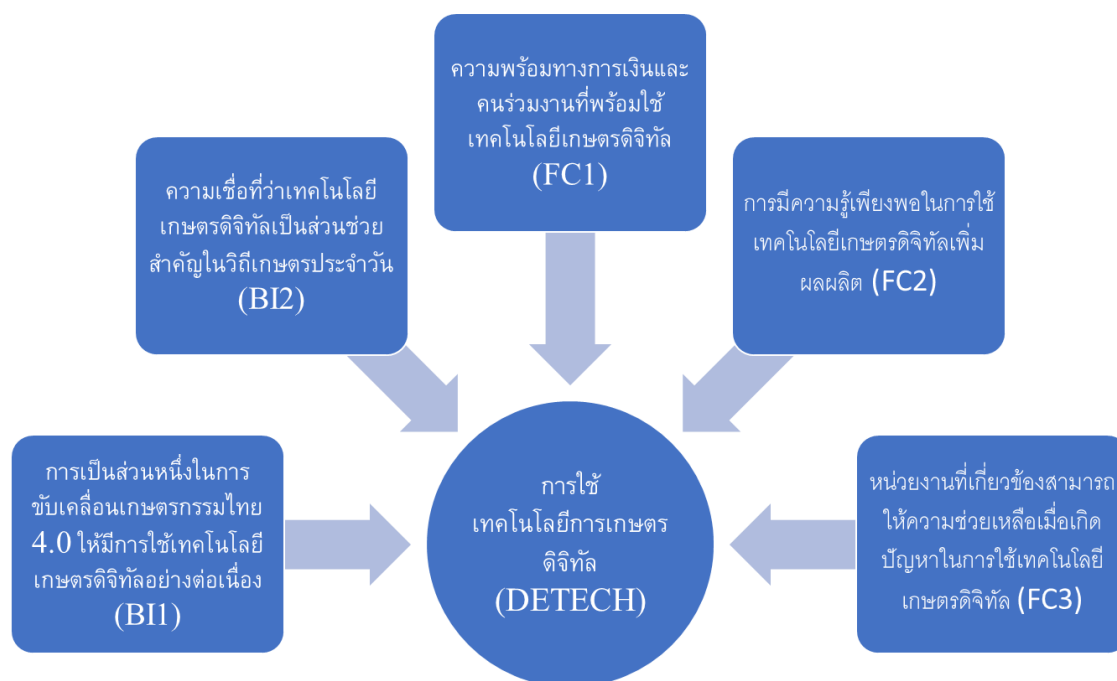 ความพร้อมทางการเงินและ
คนร่วมงานที่พร้อมใช้
เทคโนโลยีเกษตรดิจิทัล
(FC1)
ความเชื่อที่ว่าเทคโนโลยี
เกษตรดิจิทัลเป็นส่วนช่วย
สำคัญในวิถีเกษตรประจำวัน
(BI2)
การมีความรู้เพียงพอในการใช้
เทคโนโลยีเกษตรดิจิทัลเพิ่ม
ผลผลิต (FC2)
การเป็นส่วนหนึ่งในการ
ขับเคลื่อนเกษตรกรรมไทย
4.0 ให้มีการใช้เทคโนโลยี
เกษตรดิจิทัลอย่างต่อเนื่อง
(BI1)
การใช้
เทคโนโลยีการเกษตร
ดิจิทัล
(DETECH)
หน่วยงานที่เกี่ยวข้องสามารถ
ให้ความช่วยเหลือเมื่อเกิด
ปัญหาในการใช้เทคโนโลยี
เกษตรดิจิทัล (FC3)